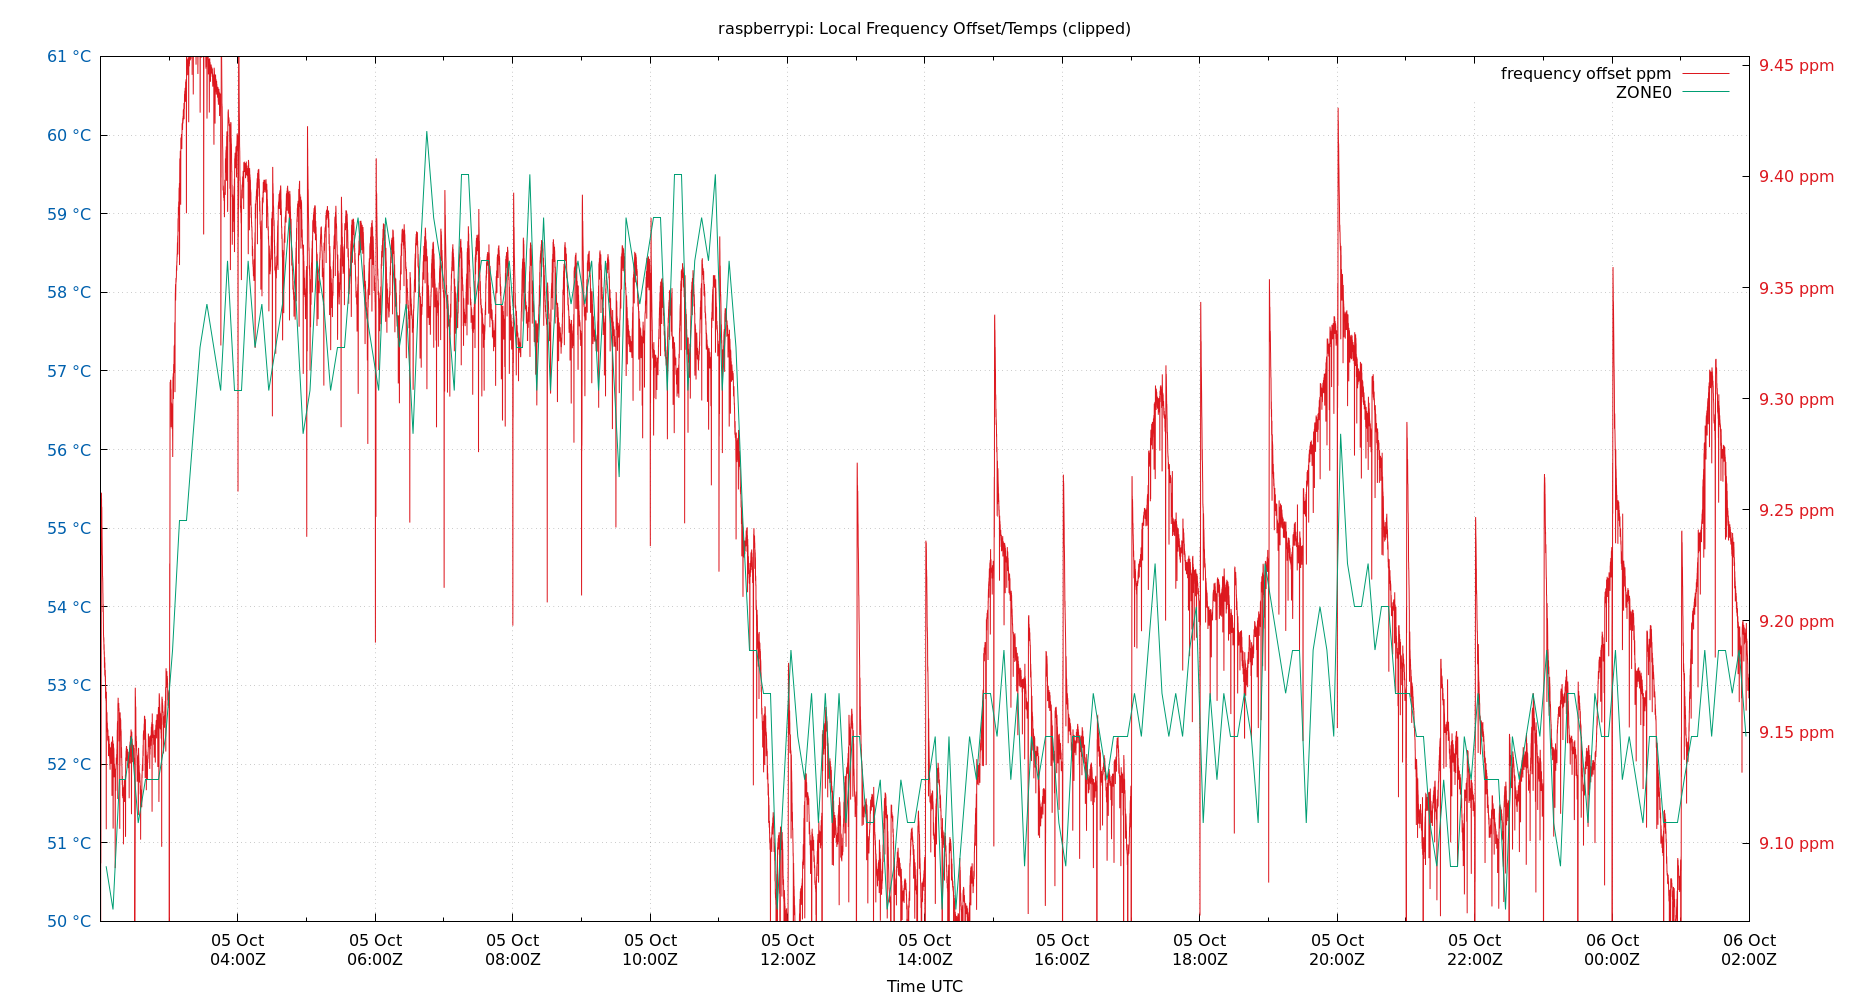 raspberrypi: Local Frequency Offset/Temps (clipped)
frequency offset ppm
ZONE0
61 °C
60 °C
59 °C
58 °C
57 °C
56 °C
55 °C
54 °C
53 °C
52 °C
51 °C
50 °C
9.45 ppm
9.40 ppm
9.35 ppm
9.30 ppm
9.25 ppm
9.20 ppm
9.15 ppm
9.10 ppm
05 Oct 05 Oct 05 Oct 05 Oct 05 Oct 05 Oct 05 Oct 05 Oct 05 Oct 05 Oct 06 Oct 06 Oct
04:00Z 06:00Z 08:00Z 10:00Z 12:00Z 14:00Z 16:00Z 18:00Z 20:00Z 22:00Z 00:00Z 02:00Z
Time UTC